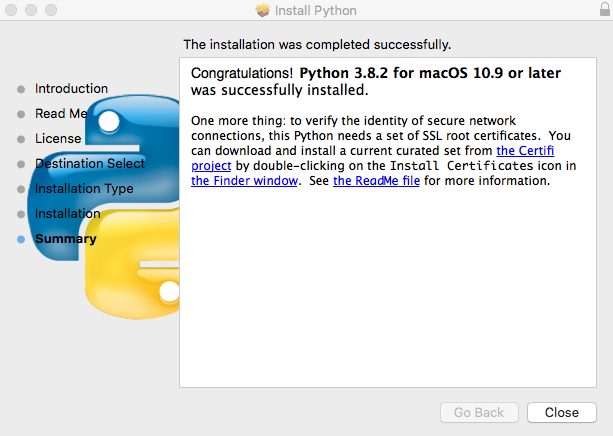 Install Python
The installation was completed successfully.
Introduction
Read Me
License
Destination Select
Installation Type
Installation
Summary
Congratulations! Python 3.8.2 for macOS 10.9 or later
was successfully installed.
One more thing: to verify the identity of secure network
connections, this Python needs a set of SSL root certificates. You
can download and install a current curated set from the Certifi
project by double-clicking on the Install Certificates icon in
the Finder window. See the ReadMe file for more information.
Go Back
Close